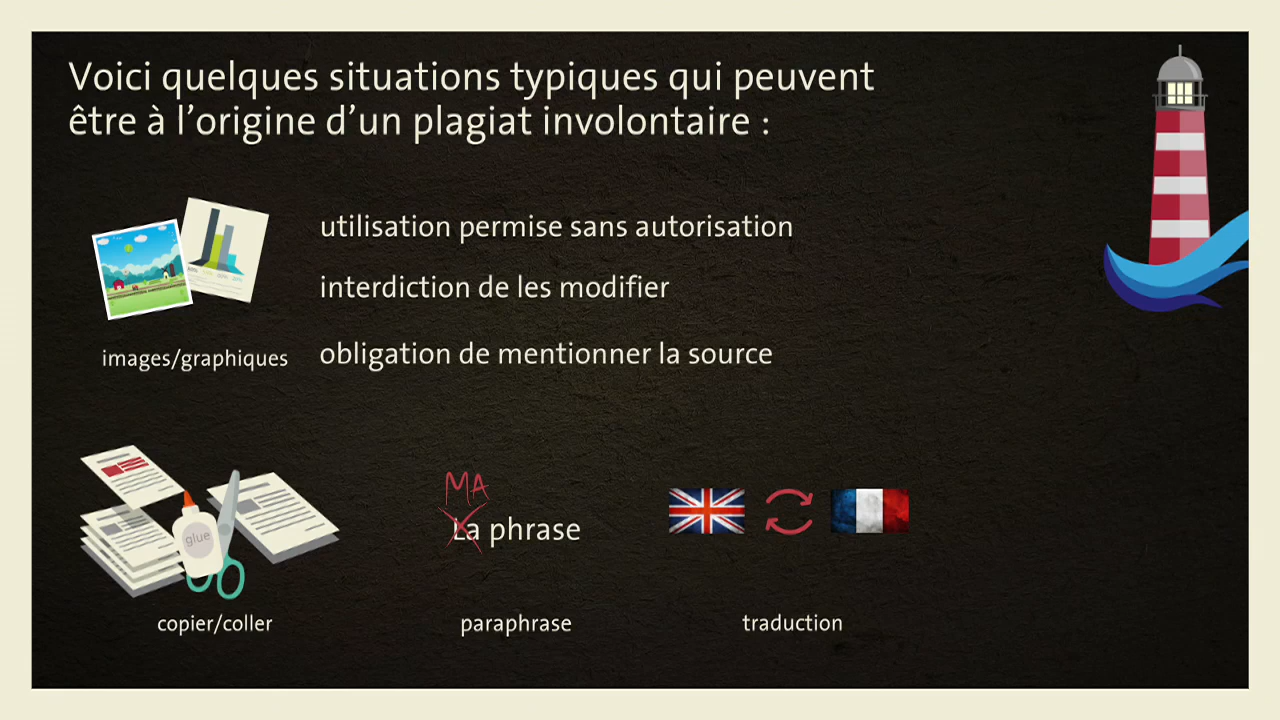 Voici quelques situations typiques qui peuvent
être à l’origine d’un plagiat involontaire :
utilisation permise sans autorisation
interdiction de les modifier
images/graphiques
obligation de mentionner la source
glue
MA
La phrase
copier/coller
paraphrase
traduction